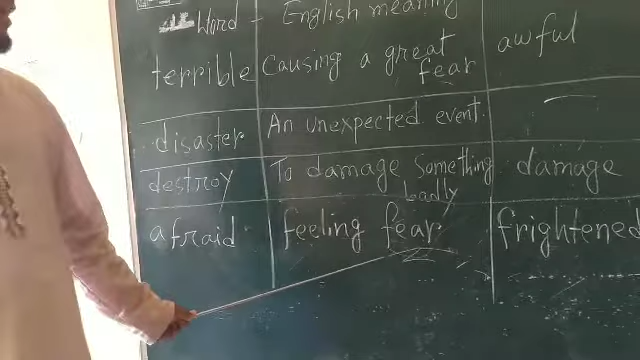 Word - English meaning
terrible causing a great fear awful
disaster An unexpected event.
destroy To damage something badly damage
afraid feeling fear frightened